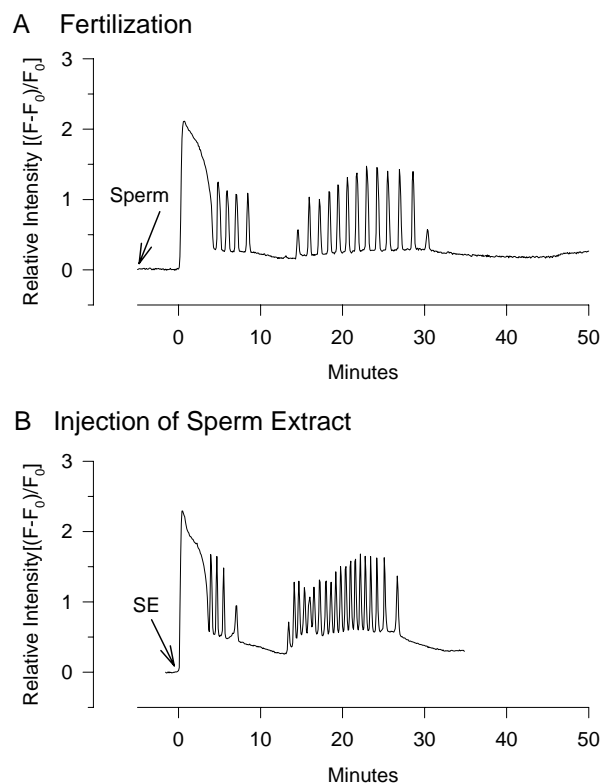 A Fertilization
Relative Intensity [(F-F0)/F0]
3
2
1
0
Sperm
0 10 20 30 40 50
Minutes
B Injection of Sperm Extract
Relative Intensity[(F-F0)/F0]
3
2
1
0
SE
0 10 20 30 40 50
Minutes